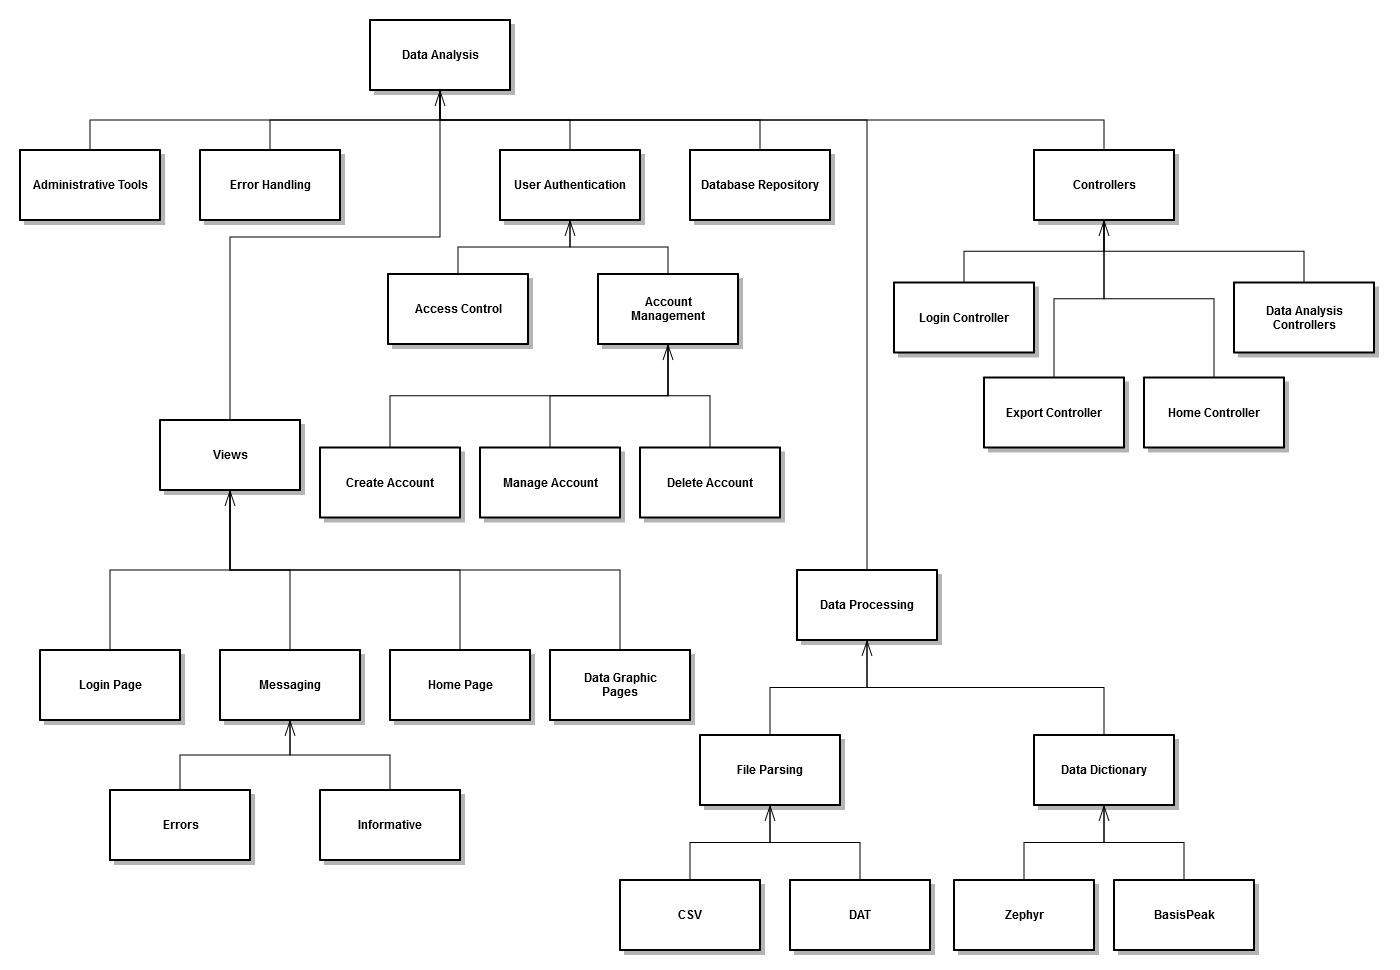 Data Analysis
Administrative Tools
Error Handling
User Authentication
Database Repository
Controllers
Access Control
Account
Management
Login Controller
Data Analysis
Controllers
Export Controller
Home Controller
Views
Create Account
Manage Account
Delete Account
Data Processing
Login Page
Messaging
Home Page
Data Graphic
Pages
File Parsing
Data Dictionary
Errors
Informative
CSV
DAT
Zephyr
BasisPeak